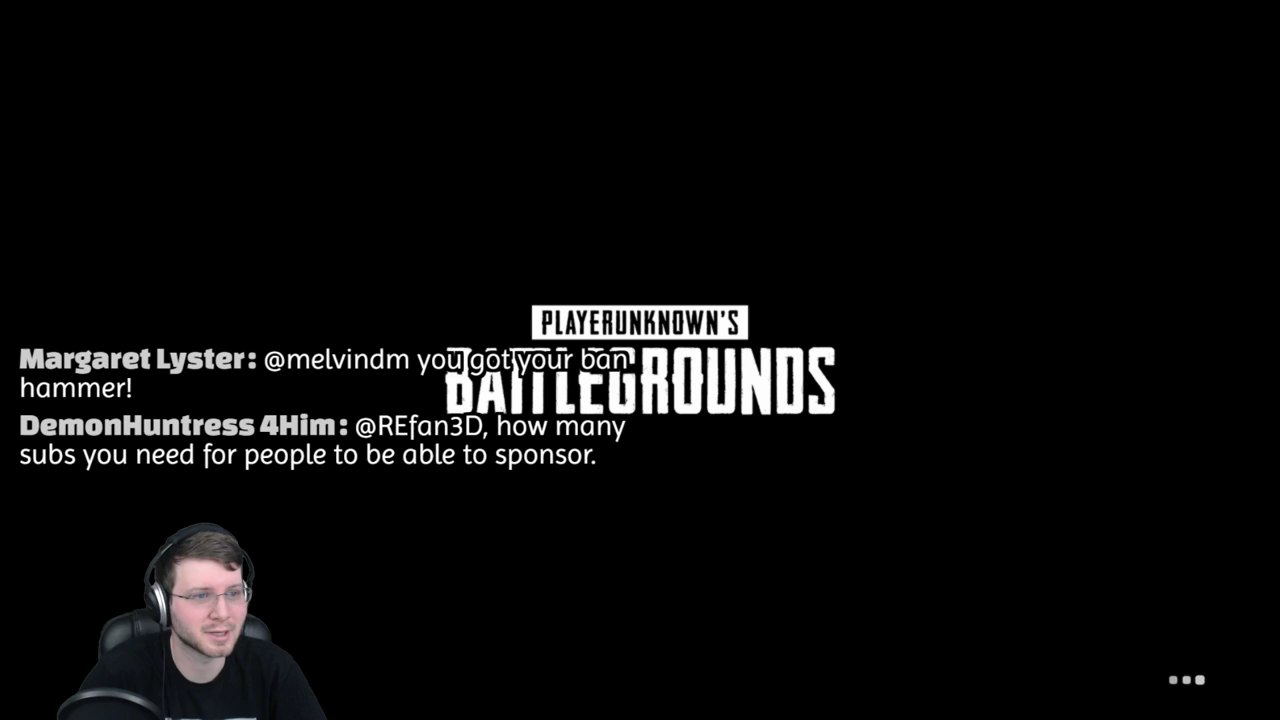 PLAYERUNKNOWN'S
BATTLEGROUNDS
Margaret Lyster: @melvindm you got your ban
hammer!
DemonHuntress 4Him: @REfan3D, how many
subs you need for people to be able to sponsor.